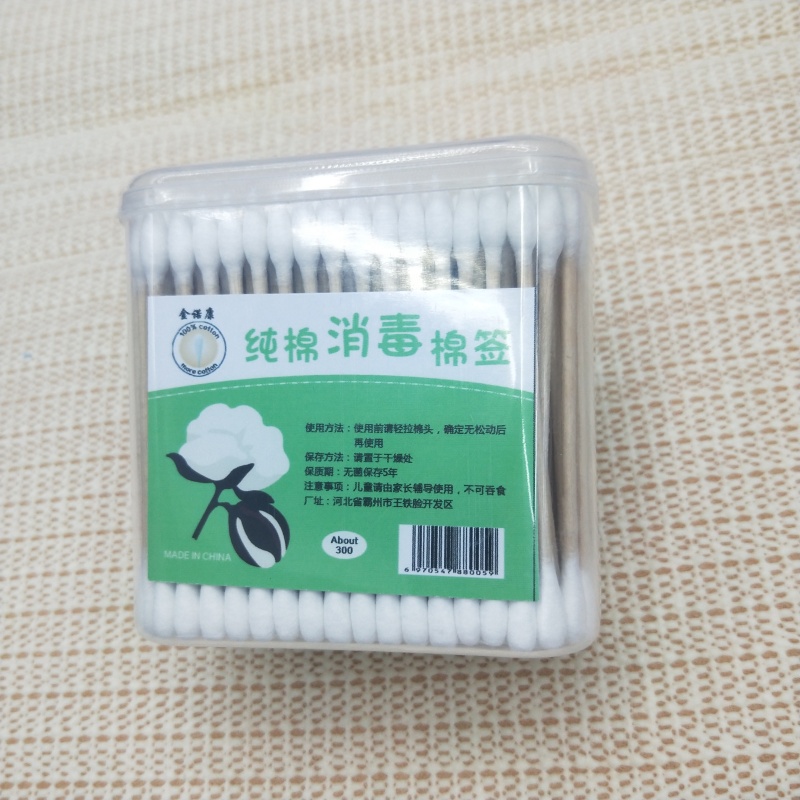 金诺康
100% cotton
more cotton
纯棉消毒棉签
使用方法：使用前请轻拉棉头，确定无松动后
再使用
保存方法：请置于干燥处
保质期：无菌保存5年
注意事项：儿童请由家长辅导使用，不可吞食
厂址：河北省霸州市王铁脸开发区
About
300
MADE IN CHINA
6 970547 880059